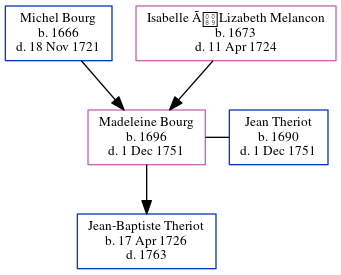 Michel Bourg
b. 1666
d. 18 Nov 1721
Isabelle Ã Lizabeth Melancon
b. 1673
d. 11 Apr 1724
Madeleine Bourg
b. 1696
d. 1 Dec 1751
Jean Theriot
b. 1690
d. 1 Dec 1751
Jean-Baptiste Theriot
b. 17 Apr 1726
d. 1763